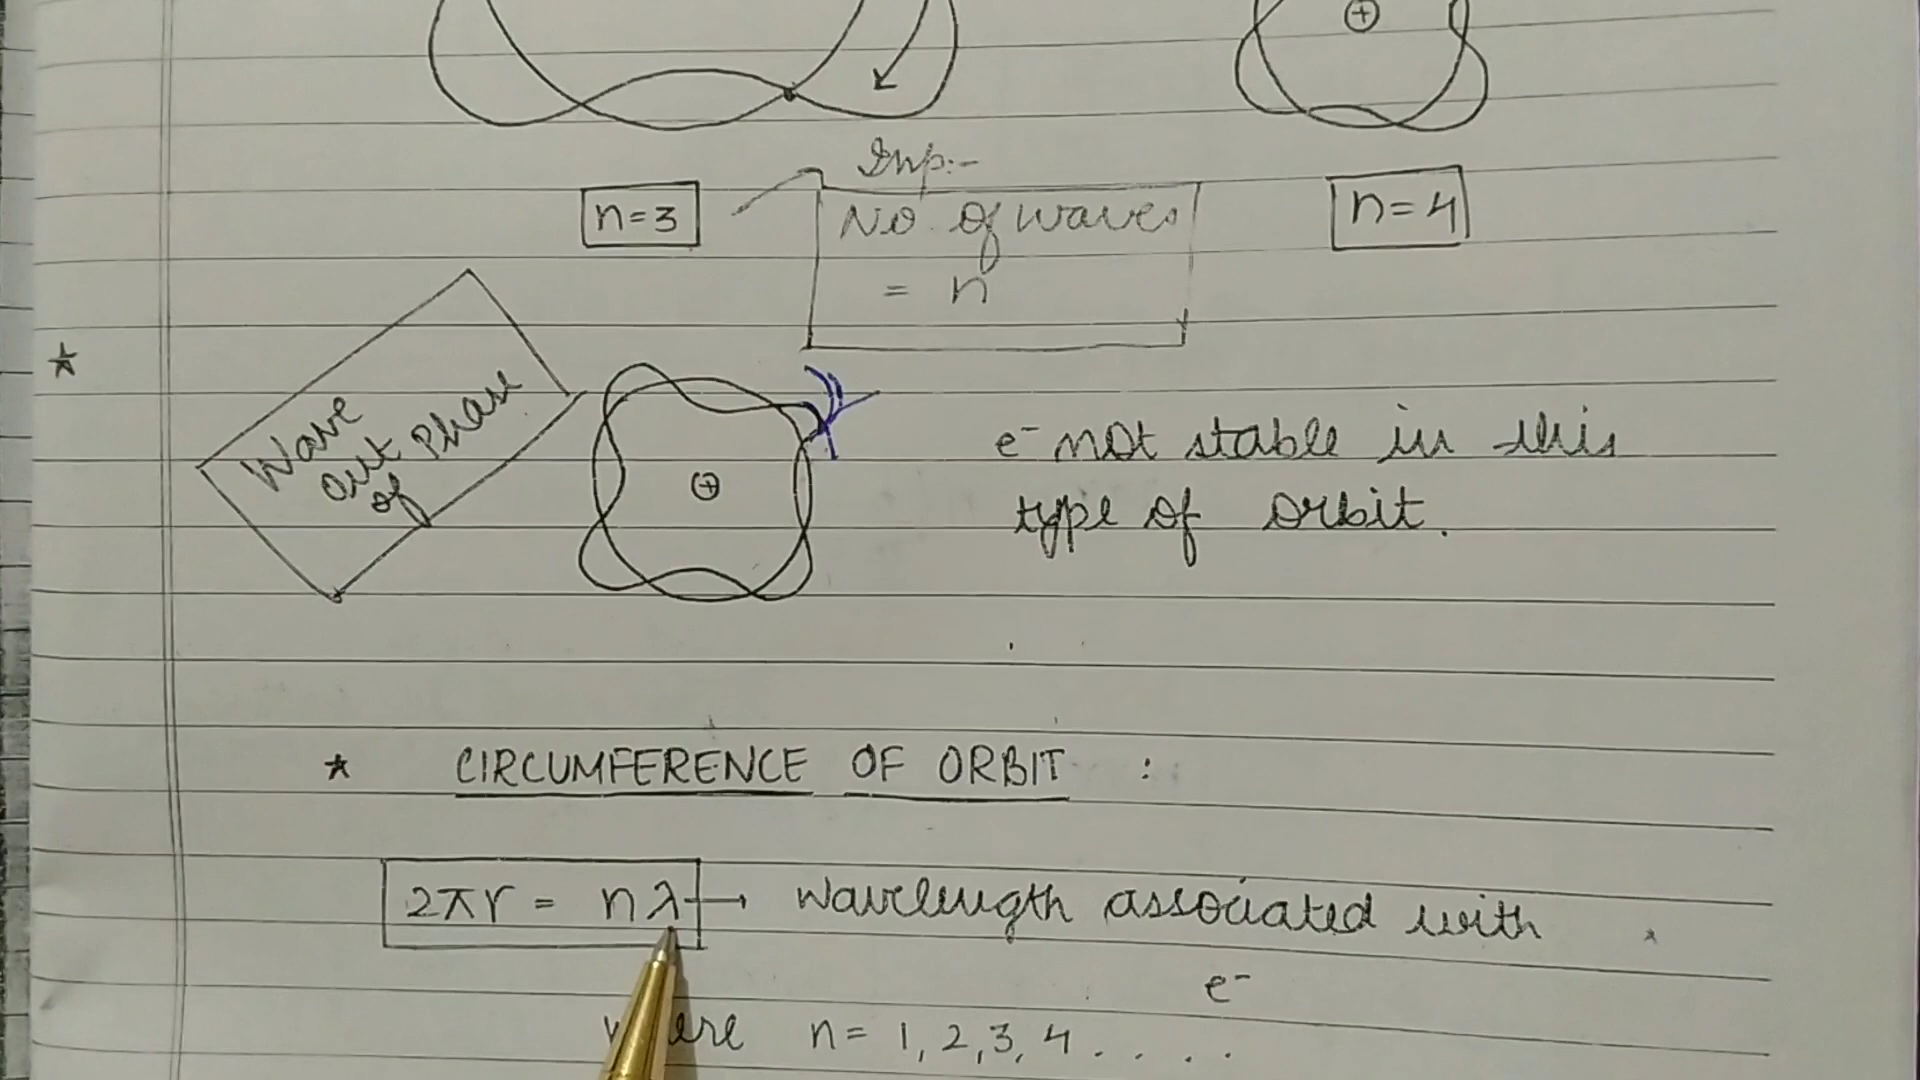 Imp:-
n=3
No. of waves
= n
n=4
Wave
out Phase
of
e⁻ not stable in this
type of orbit.
* CIRCUMFERENCE OF ORBIT :
2πr = nλ → wavelength associated with
e⁻
n = 1, 2, 3, 4 . . . .